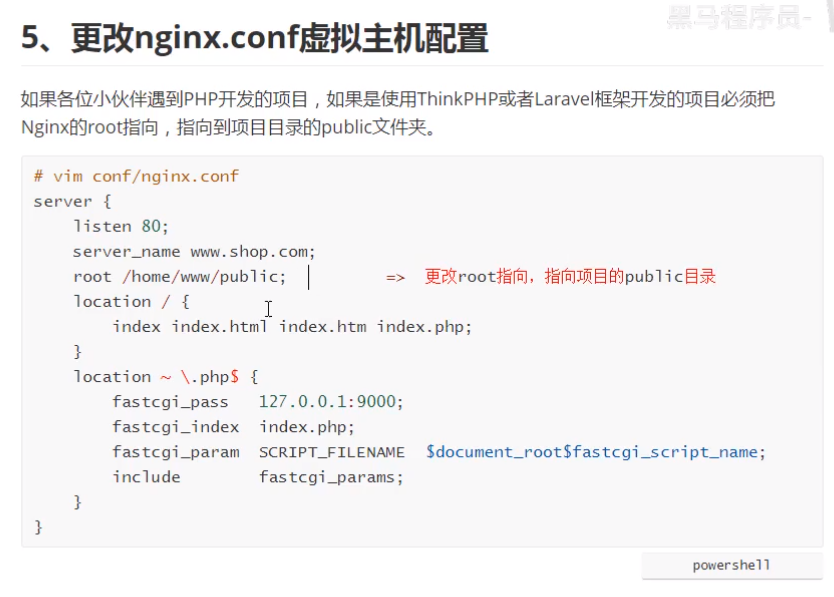 黑马程序员-
5、更改nginx.conf虚拟主机配置
如果各位小伙伴遇到PHP开发的项目，如果是使用ThinkPHP或者Laravel框架开发的项目必须把
Nginx的root指向，指向到项目目录的public文件夹。
# vim conf/nginx.conf
server {
    listen 80;
    server_name www.shop.com;
    root /home/www/public;          =>  更改root指向，指向项目的public目录
    location / {
        index index.html index.htm index.php;
    }
    location ~ \.php$ {
        fastcgi_pass   127.0.0.1:9000;
        fastcgi_index  index.php;
        fastcgi_param  SCRIPT_FILENAME  $document_root$fastcgi_script_name;
        include        fastcgi_params;
    }
}
powershell